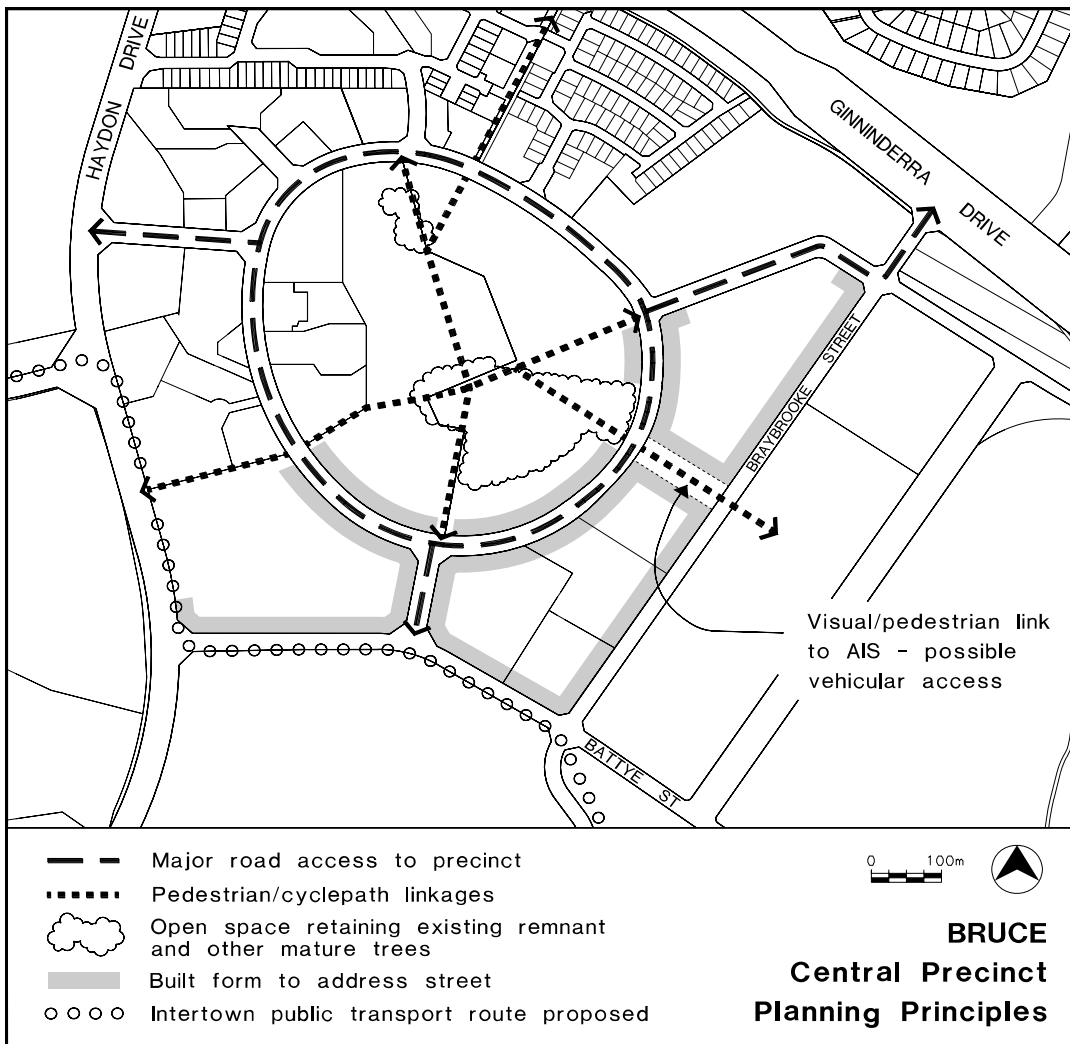 HAYDON DRIVE
GINNINDERRA
DRIVE
BRAYBROOKE STREET
Visual/pedestrian link
to AIS - possible
vehicular access
BATTYE ST
Major road access to precinct
Pedestrian/cyclepath linkages
Open space retaining existing remnant
and other mature trees
Built form to address street
Intertown public transport route proposed
0 100m
BRUCE
Central Precinct
Planning Principles